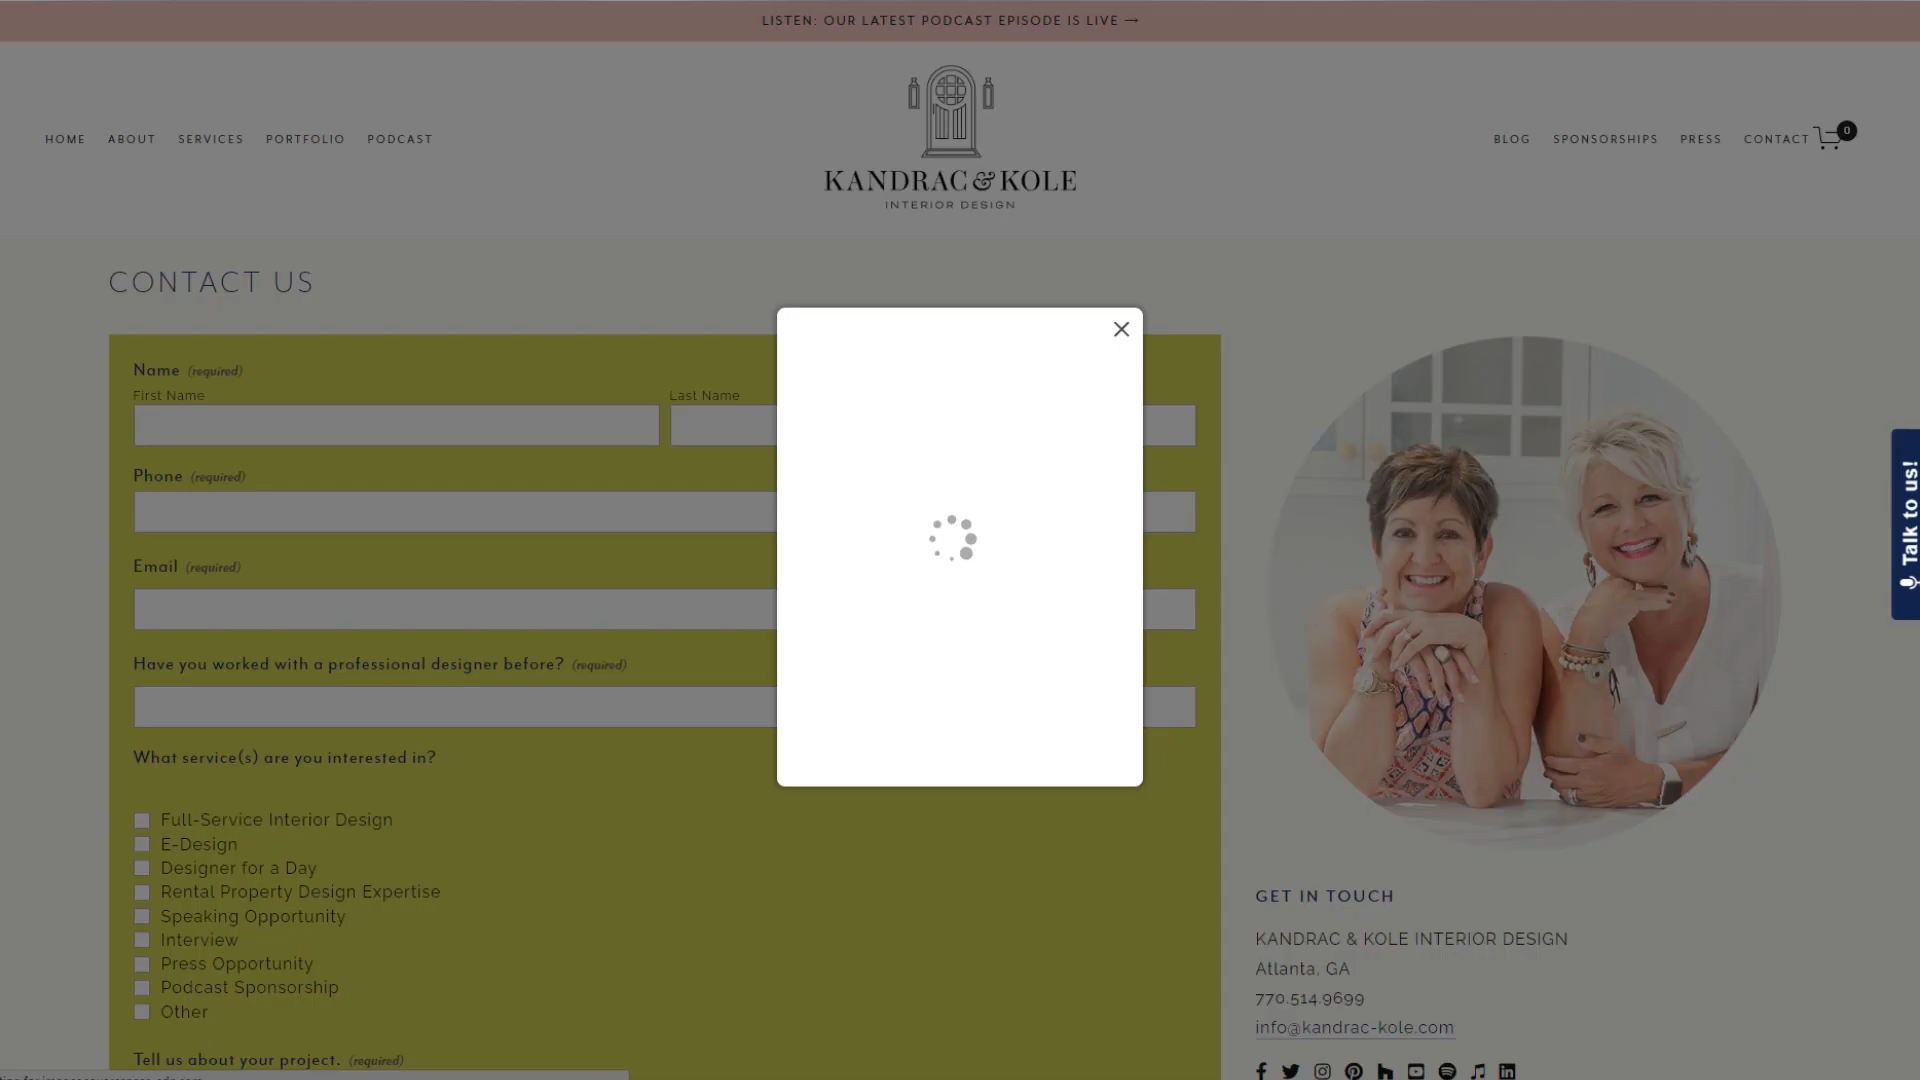 LISTEN: OUR LATEST PODCAST EPISODE IS LIVE →
HOME ABOUT SERVICES PORTFOLIO PODCAST
KANDRAC & KOLE
INTERIOR DESIGN
BLOG SPONSORSHIPS PRESS CONTACT 0
CONTACT US
Name (required)
First Name Last Name
Phone (required)
Email (required)
Have you worked with a professional designer before? (required)
What service(s) are you interested in?
Full-Service Interior Design
E-Design
Designer for a Day
Rental Property Design Expertise
Speaking Opportunity
Interview
Press Opportunity
Podcast Sponsorship
Other
Tell us about your project. (required)
Talk to us!
GET IN TOUCH
KANDRAC & KOLE INTERIOR DESIGN
Atlanta, GA
770.514.9699
info@kandrac-kole.com